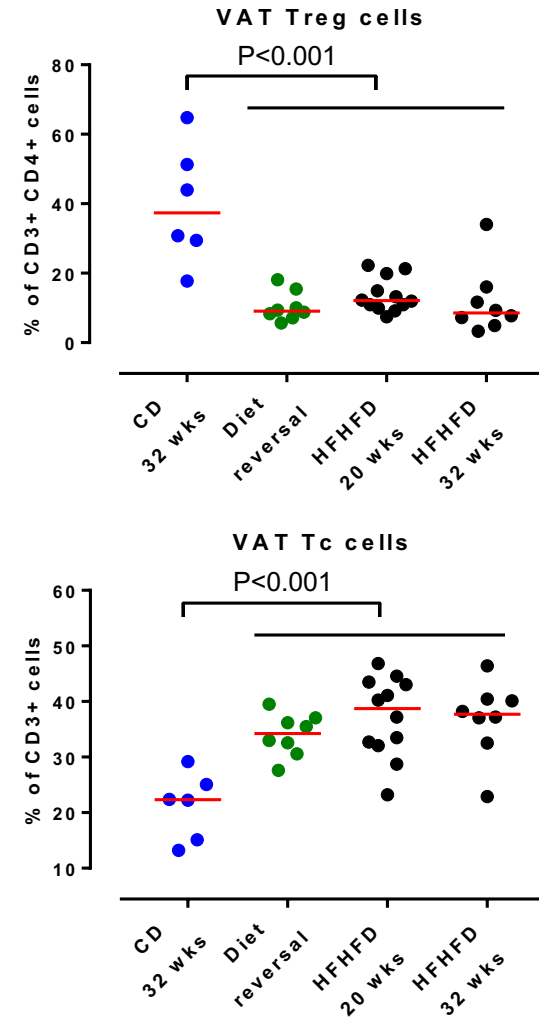 VAT Treg cells
P<0.001
% of CD3+ CD4+ cells
80
60
40
20
0
CD
32 wks
Diet
reversal
HFHFD
20 wks
HFHFD
32 wks
VAT Tc cells
P<0.001
% of CD3+ cells
60
50
40
30
20
10
CD
32 wks
Diet
reversal
HFHFD
20 wks
HFHFD
32 wks